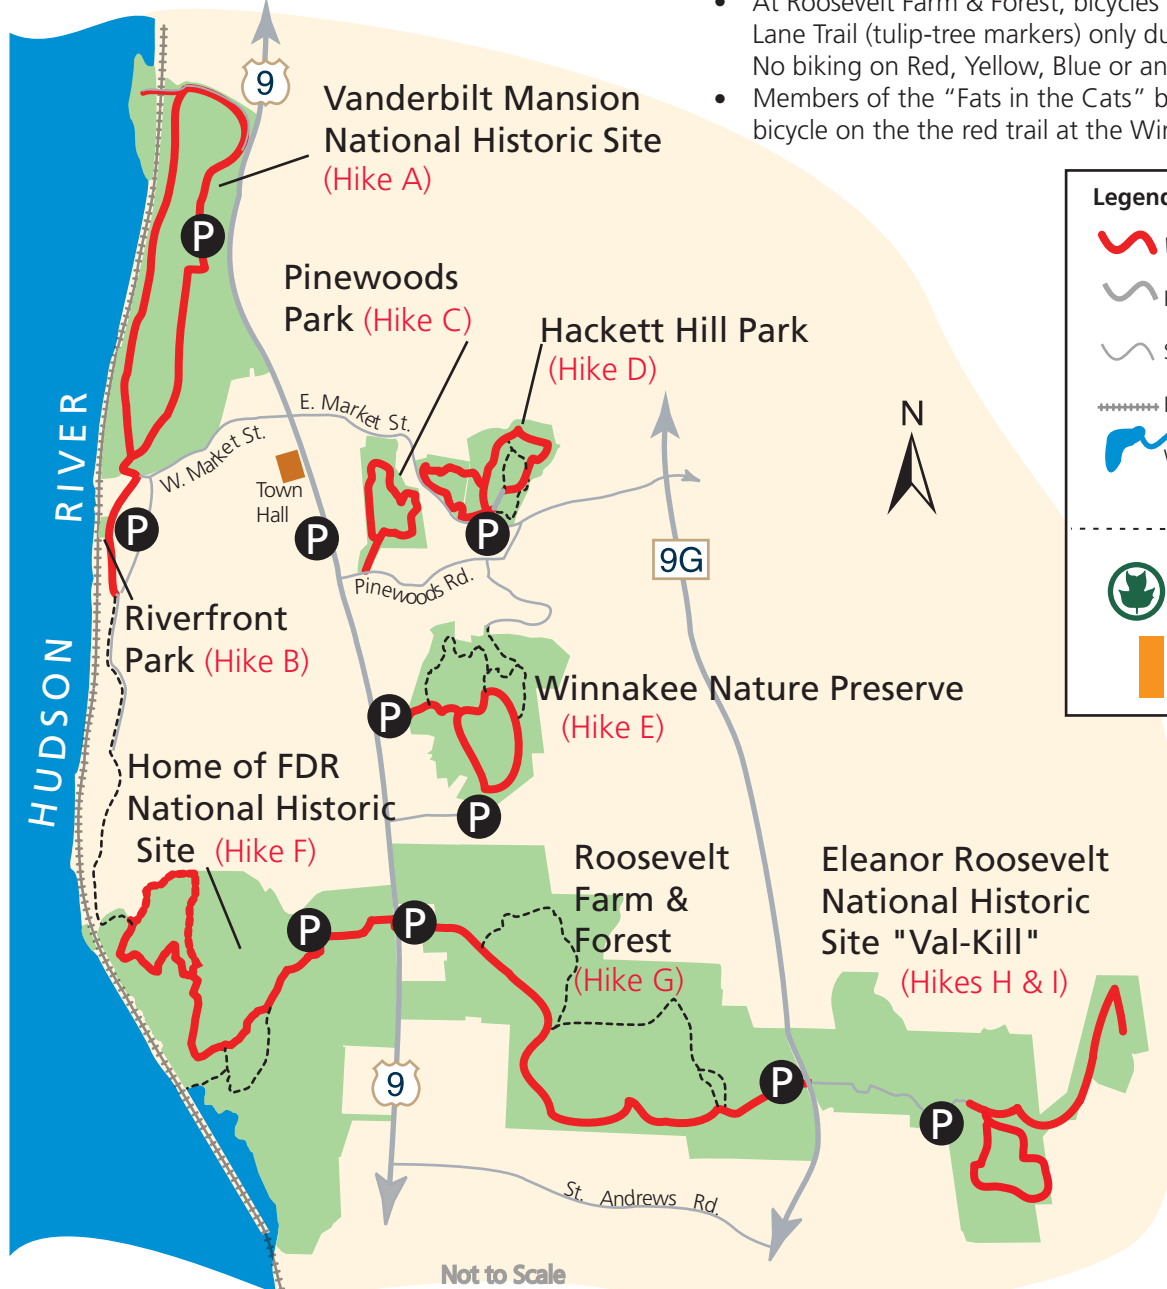 • At Roosevelt Farm & Forest, bicycles
Lane Trail (tulip-tree markers) only du
No biking on Red, Yellow, Blue or an
• Members of the “Fats in the Cats” b
bicycle on the the red trail at the Wi
9
Vanderbilt Mansion
National Historic Site
(Hike A)
Legend
P
Pinewoods
Park (Hike C)
Hackett Hill Park
(Hike D)
N
E. Market St.
W. Market St.
Town
Hall
P
P
P
9G
Pinewoods Rd.
HUDSON RIVER
Riverfront
Park (Hike B)
Winnakee Nature Preserve
(Hike E)
P
Home of FDR
National Historic
Site (Hike F)
P
Roosevelt
Farm &
Forest
(Hike G)
Eleanor Roosevelt
National Historic
Site "Val-Kill"
(Hikes H & I)
P
P
9
P
P
St. Andrews Rd.
Not to Scale